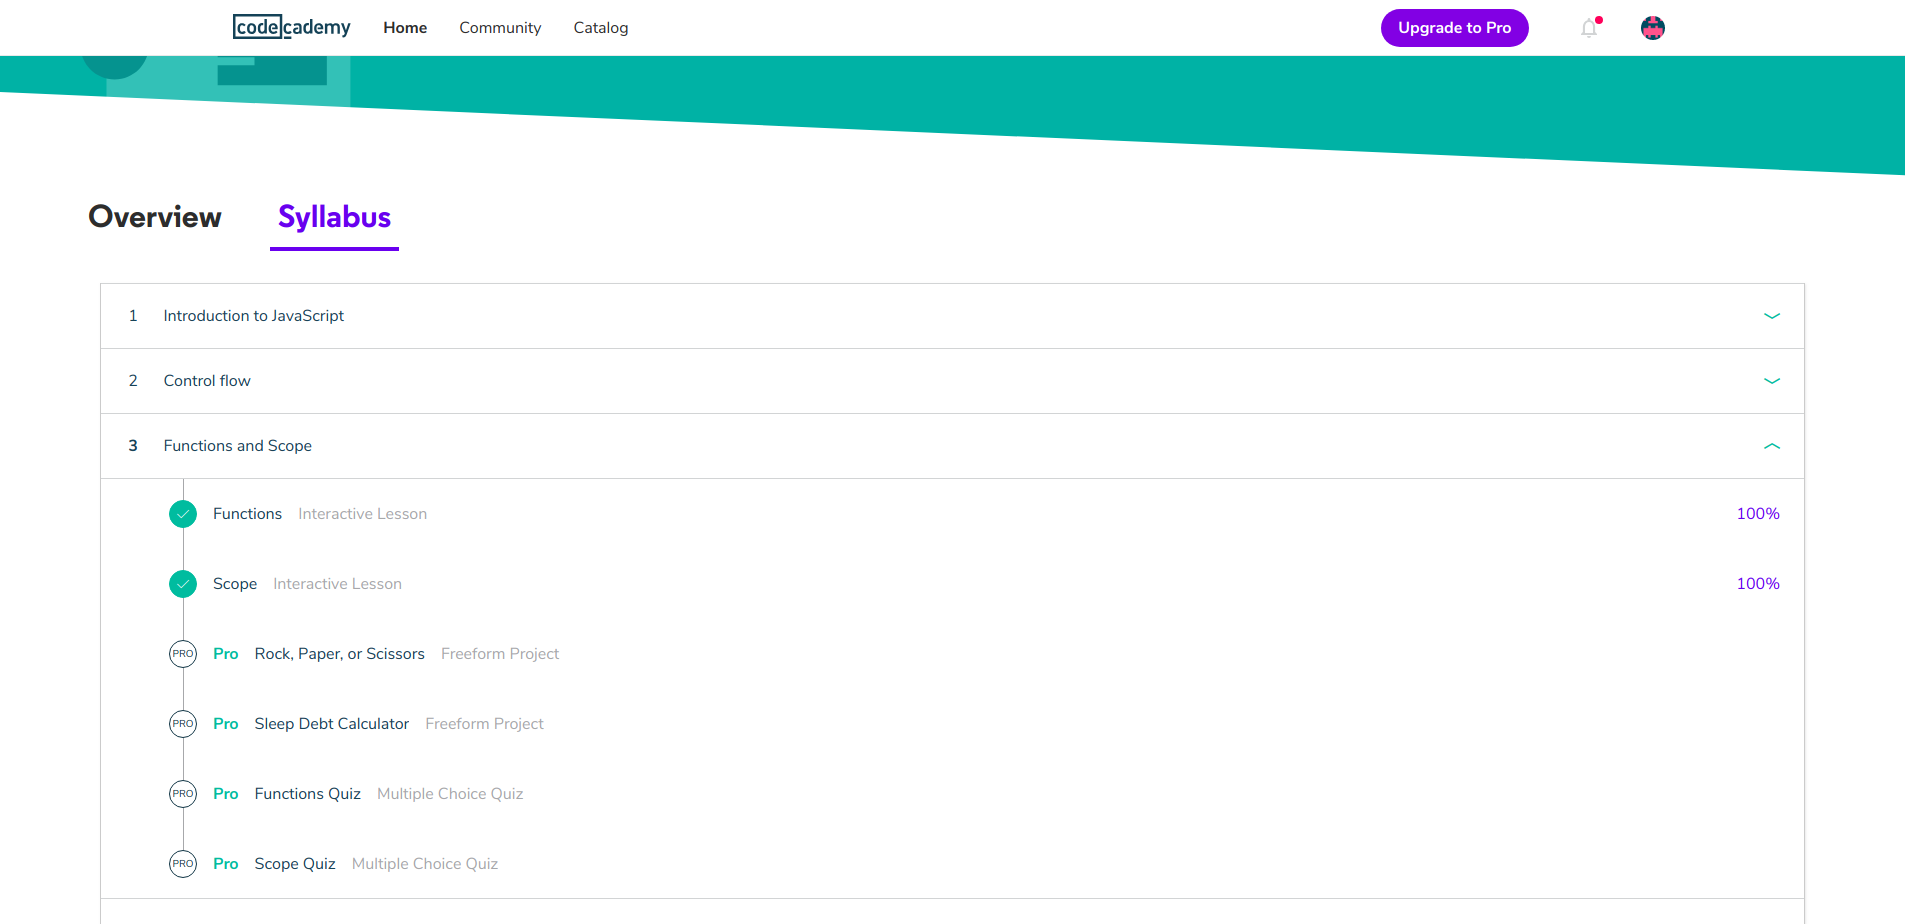 codecademy Home Community Catalog Upgrade to Pro
Overview Syllabus
1 Introduction to JavaScript
2 Control flow
3 Functions and Scope
Functions Interactive Lesson 100%
Scope Interactive Lesson 100%
PRO Pro Rock, Paper, or Scissors Freeform Project
PRO Pro Sleep Debt Calculator Freeform Project
PRO Pro Functions Quiz Multiple Choice Quiz
PRO Pro Scope Quiz Multiple Choice Quiz